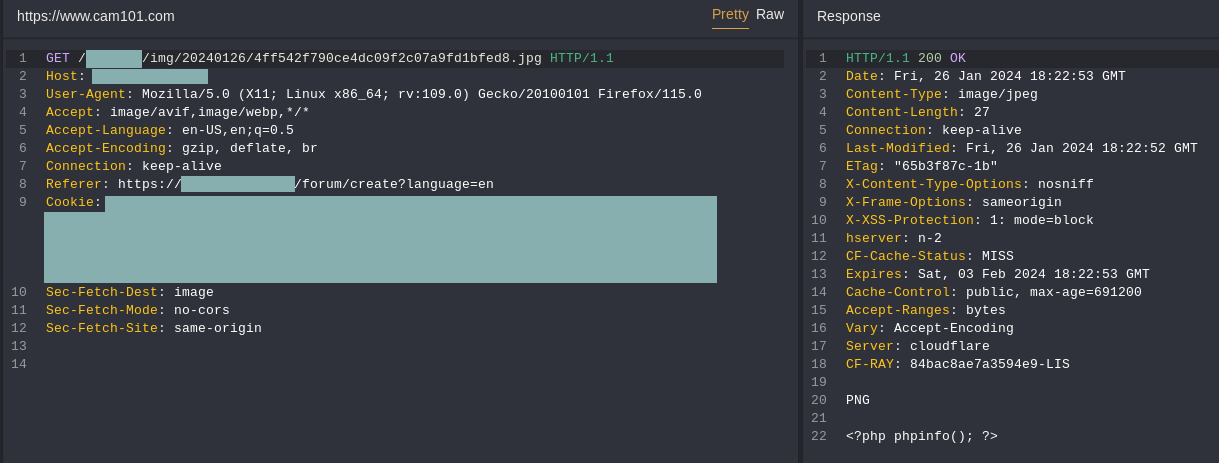 https://www.cam101.com Pretty Raw
1 GET / /img/20240126/4ff542f790ce4dc09f2c07a9fd1bfed8.jpg HTTP/1.1
2 Host:
3 User-Agent: Mozilla/5.0 (X11; Linux x86_64; rv:109.0) Gecko/20100101 Firefox/115.0
4 Accept: image/avif,image/webp,*/*
5 Accept-Language: en-US,en;q=0.5
6 Accept-Encoding: gzip, deflate, br
7 Connection: keep-alive
8 Referer: https:// /forum/create?language=en
9 Cookie:
10 Sec-Fetch-Dest: image
11 Sec-Fetch-Mode: no-cors
12 Sec-Fetch-Site: same-origin
13
14
Response
1 HTTP/1.1 200 OK
2 Date: Fri, 26 Jan 2024 18:22:53 GMT
3 Content-Type: image/jpeg
4 Content-Length: 27
5 Connection: keep-alive
6 Last-Modified: Fri, 26 Jan 2024 18:22:52 GMT
7 ETag: "65b3f87c-1b"
8 X-Content-Type-Options: nosniff
9 X-Frame-Options: sameorigin
10 X-XSS-Protection: 1: mode=block
11 hserver: n-2
12 CF-Cache-Status: MISS
13 Expires: Sat, 03 Feb 2024 18:22:53 GMT
14 Cache-Control: public, max-age=691200
15 Accept-Ranges: bytes
16 Vary: Accept-Encoding
17 Server: cloudflare
18 CF-RAY: 84bac8ae7a3594e9-LIS
19
20 PNG
21
22 <?php phpinfo(); ?>